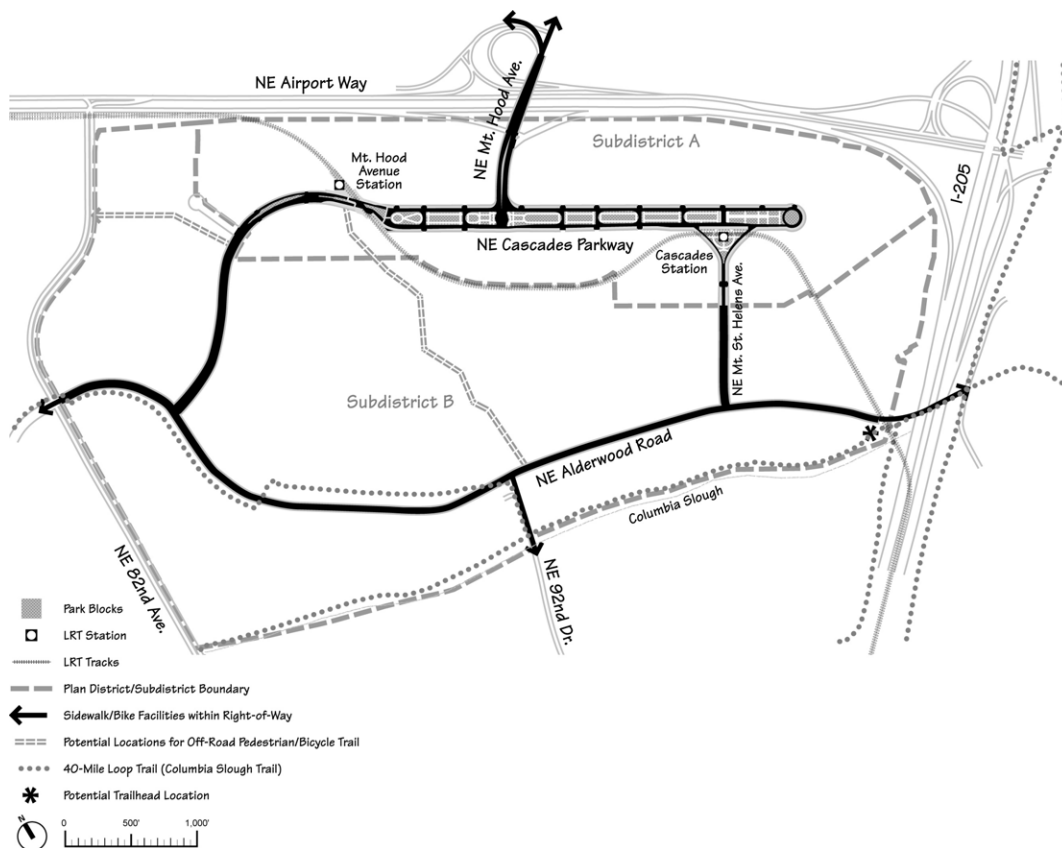 NE Airport Way
NE Mt. Hood Ave.
Subdistrict A
Mt. Hood
Avenue
Station
I-205
NE Cascades Parkway
Cascades
Station
NE Mt. St. Helens Ave.
Subdistrict B
NE Alderwood Road
Columbia Slough
NE 82nd Ave.
NE 92nd Dr.
Park Blocks
LRT Station
LRT Tracks
Plan District/Subdistrict Boundary
Sidewalk/Bike Facilities within Right-of-Way
Potential Locations for Off-Road Pedestrian/Bicycle Trail
40-Mile Loop Trail (Columbia Slough Trail)
Potential Trailhead Location
N
0 500' 1,000'